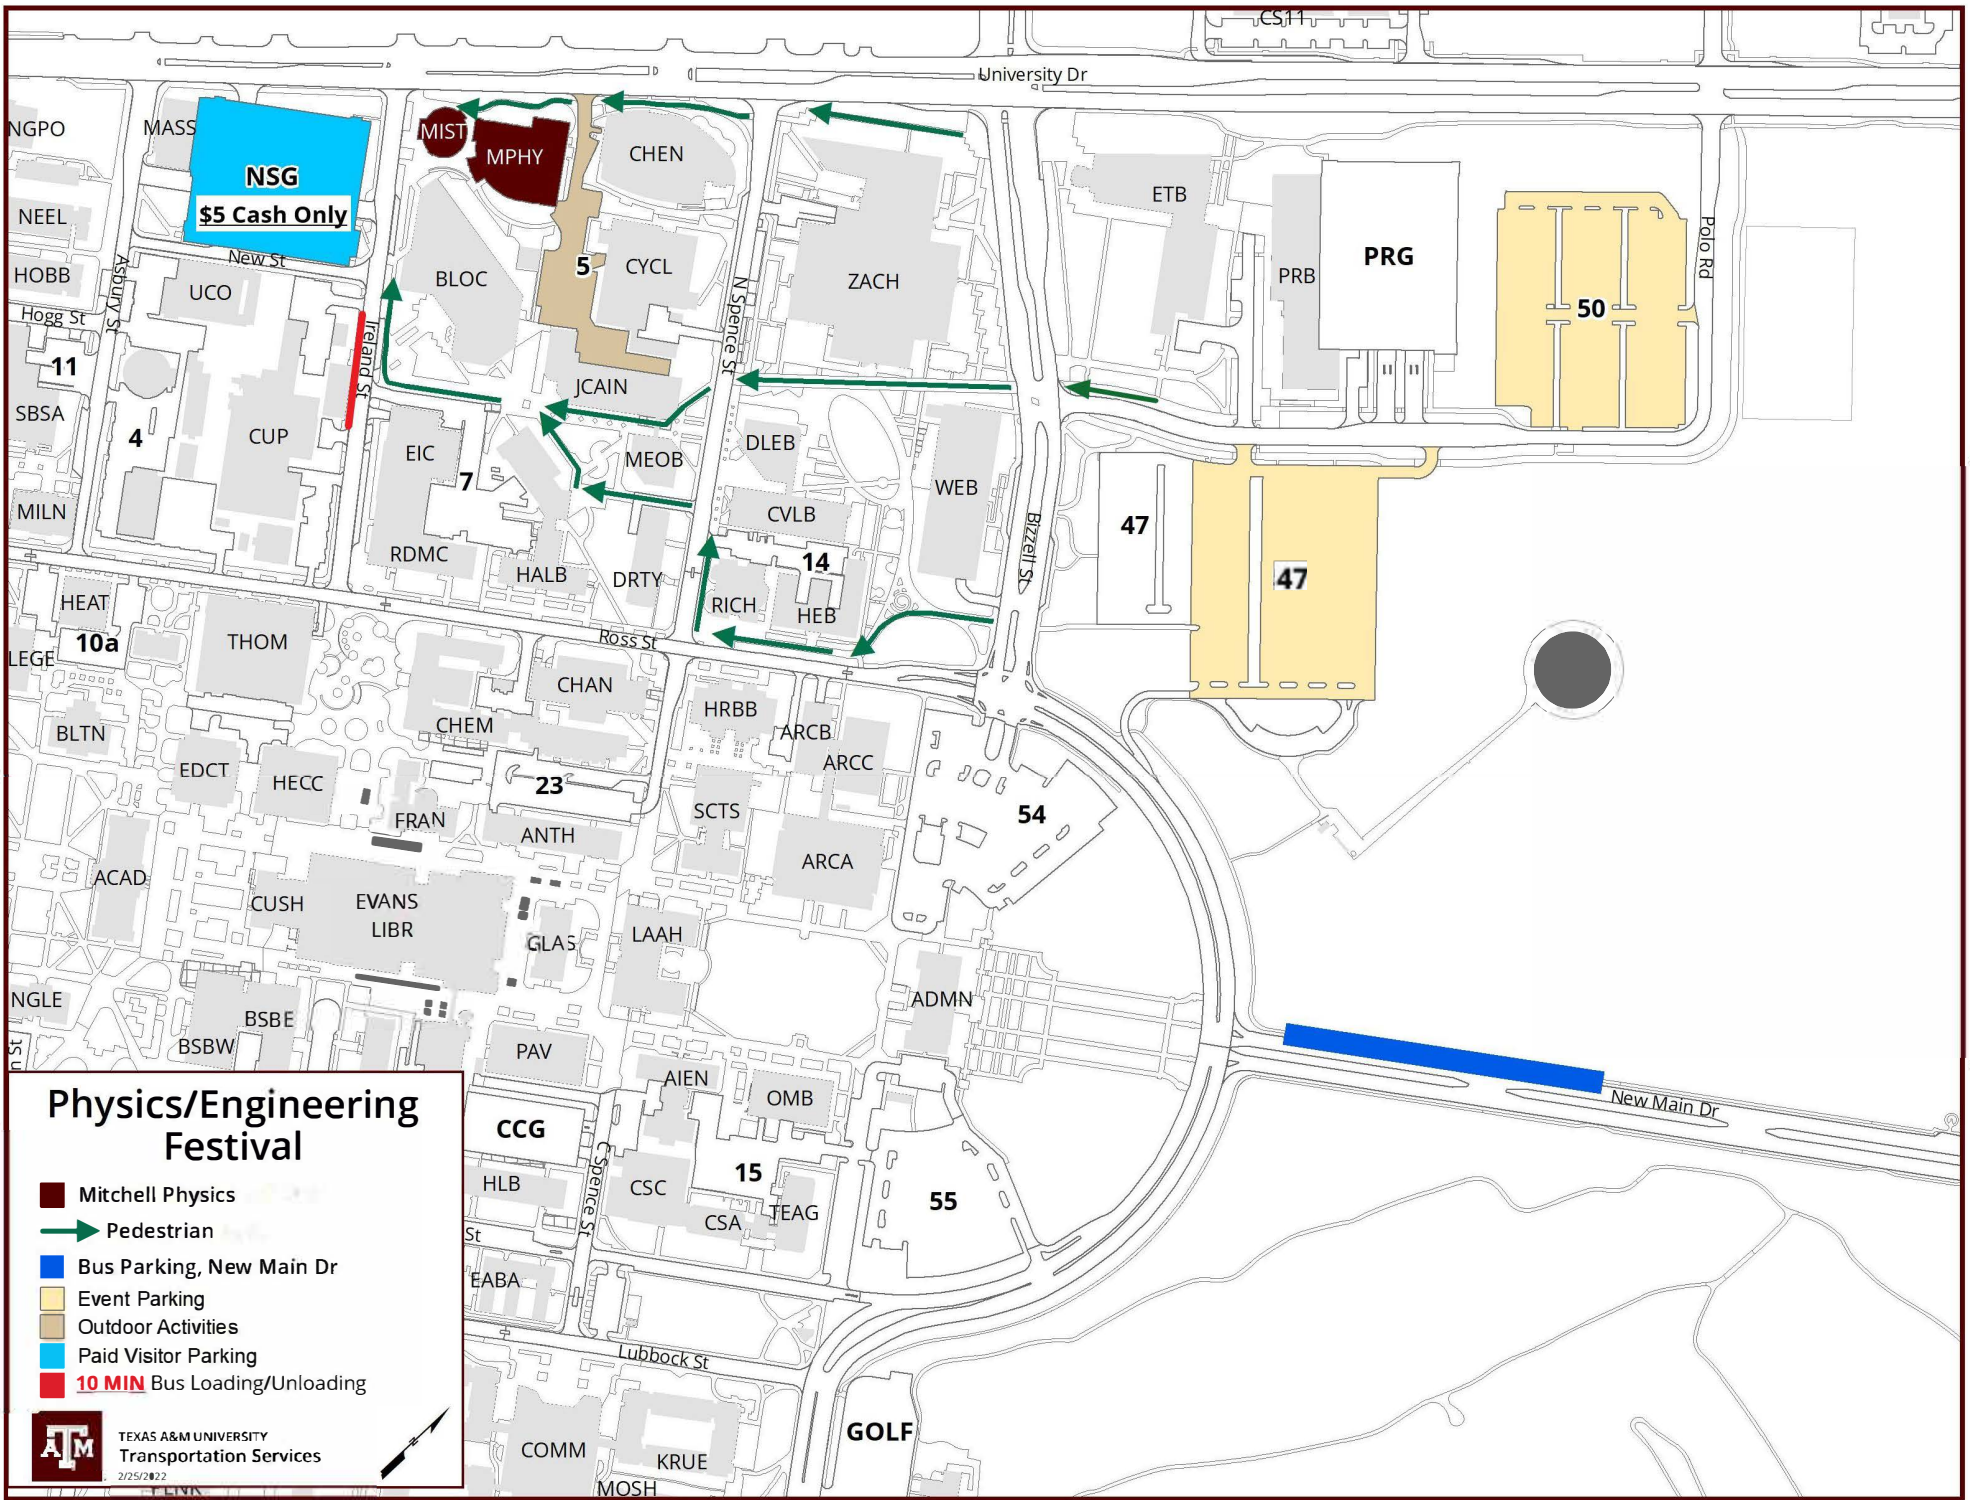 CS11
University Dr
NGPO
MASS
NSG
$5 Cash Only
MIST
MPHY
CHEN
ETB
NEEL
New St
HOBB
Asbury St
UCO
BLOC
5
CYCL
N Spence St
ZACH
PRB
PRG
50
Polo Rd
Hogg St
11
Ireland St
JCAIN
SBSA
4
CUP
EIC
7
MEOB
DLEB
WEB
MILN
RDMC
HALB
DRTY
CVLB
14
RICH
HEB
Bizzell St
47
47
HEAT
10a
LEGE
THOM
Ross St
CHAN
CHEM
HRBB
ARCB
ARCC
BLTN
EDCT
HECC
23
SCTS
54
FRAN
ANTH
ARCA
ACAD
CUSH
EVANS
LIBR
GLAS
LAAH
ADMN
NGLE
BSBE
BSBW
n St
PAV
AIEN
OMB
New Main Dr
CCG
C Spence St
15
HLB
CSC
CSA
TEAG
55
St
EABA
Lubbock St
GOLF
COMM
KRUE
MOSH
Physics/Engineering
Festival
Mitchell Physics
Pedestrian
Bus Parking, New Main Dr
Event Parking
Outdoor Activities
Paid Visitor Parking
10 MIN Bus Loading/Unloading
ATM
TEXAS A&M UNIVERSITY
Transportation Services
2/25/2022